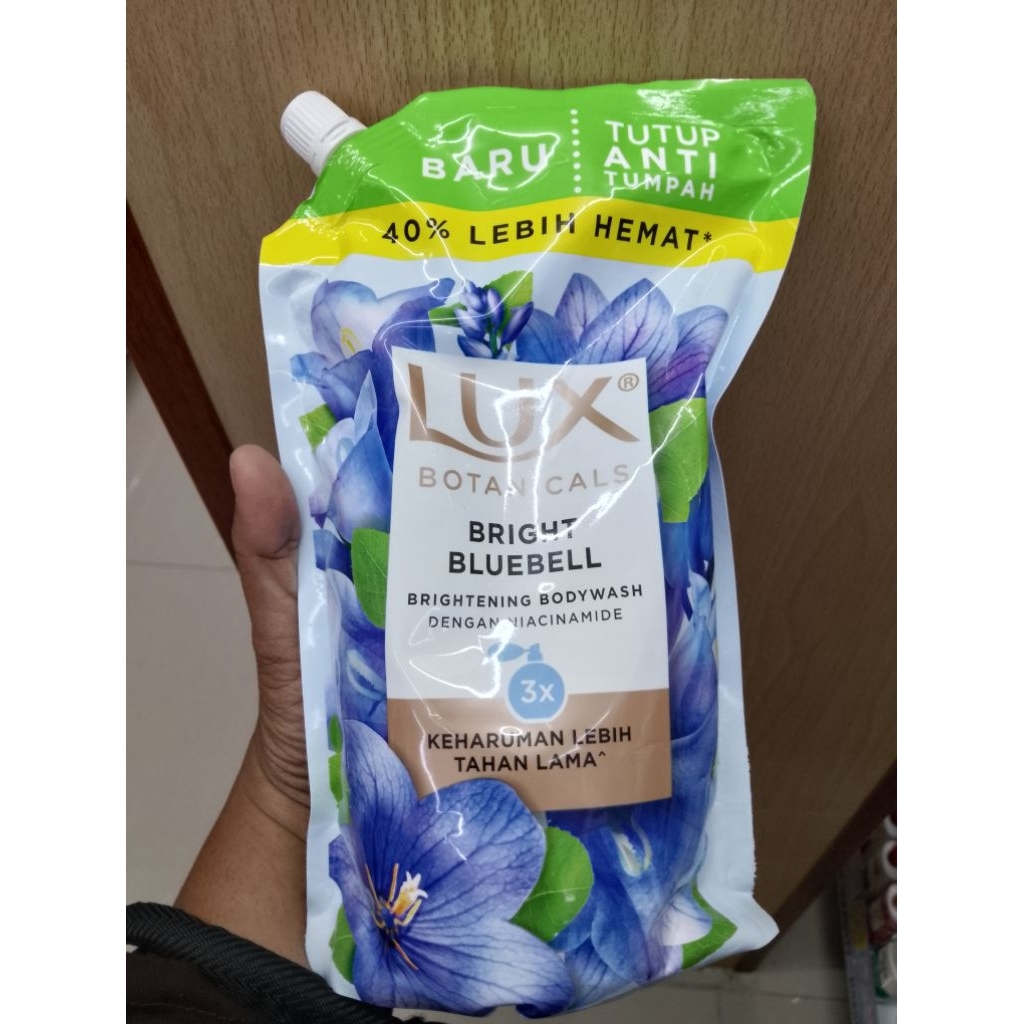 BARU
TUTUP
ANTI
TUMPAH
40% LEBIH HEMAT*
LUX®
BOTANICALS
BRIGHT
BLUEBELL
BRIGHTENING BODYWASH
DENGAN NIACINAMIDE
3x
KEHARUMAN LEBIH
TAHAN LAMA^